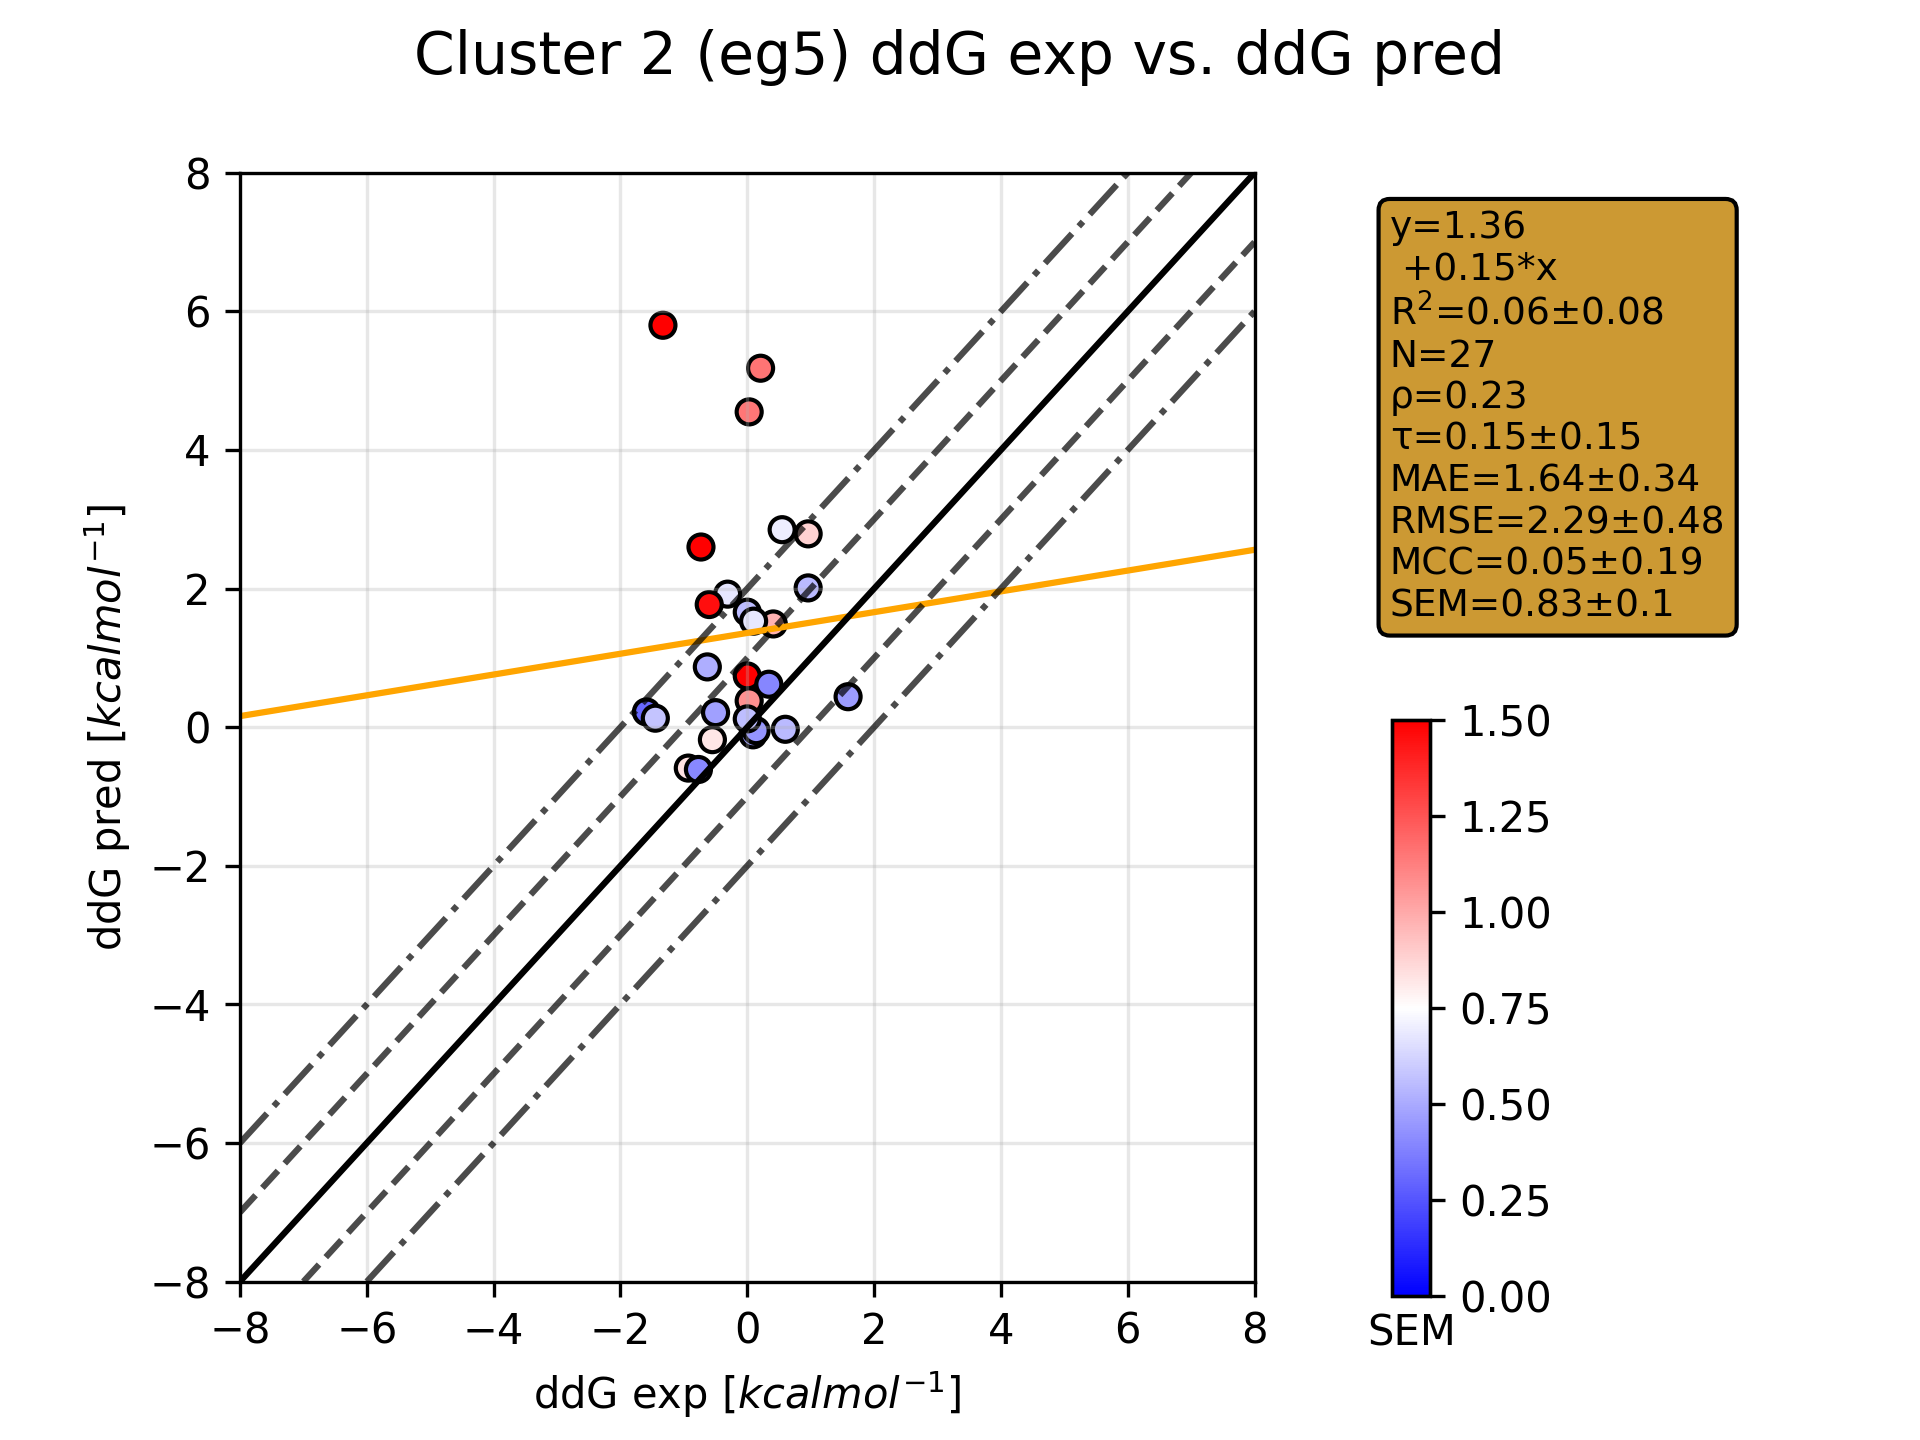 Cluster 2 (eg5) ddG exp vs. ddG pred
8
6
4
2
0
−2
−4
−6
−8
ddG pred [kcalmol⁻¹]
−8 −6 −4 −2 0 2 4 6 8
ddG exp [kcalmol⁻¹]
y=1.36
+0.15*x
R²=0.06±0.08
N=27
ρ=0.23
τ=0.15±0.15
MAE=1.64±0.34
RMSE=2.29±0.48
MCC=0.05±0.19
SEM=0.83±0.1
1.50
1.25
1.00
0.75
0.50
0.25
0.00
SEM